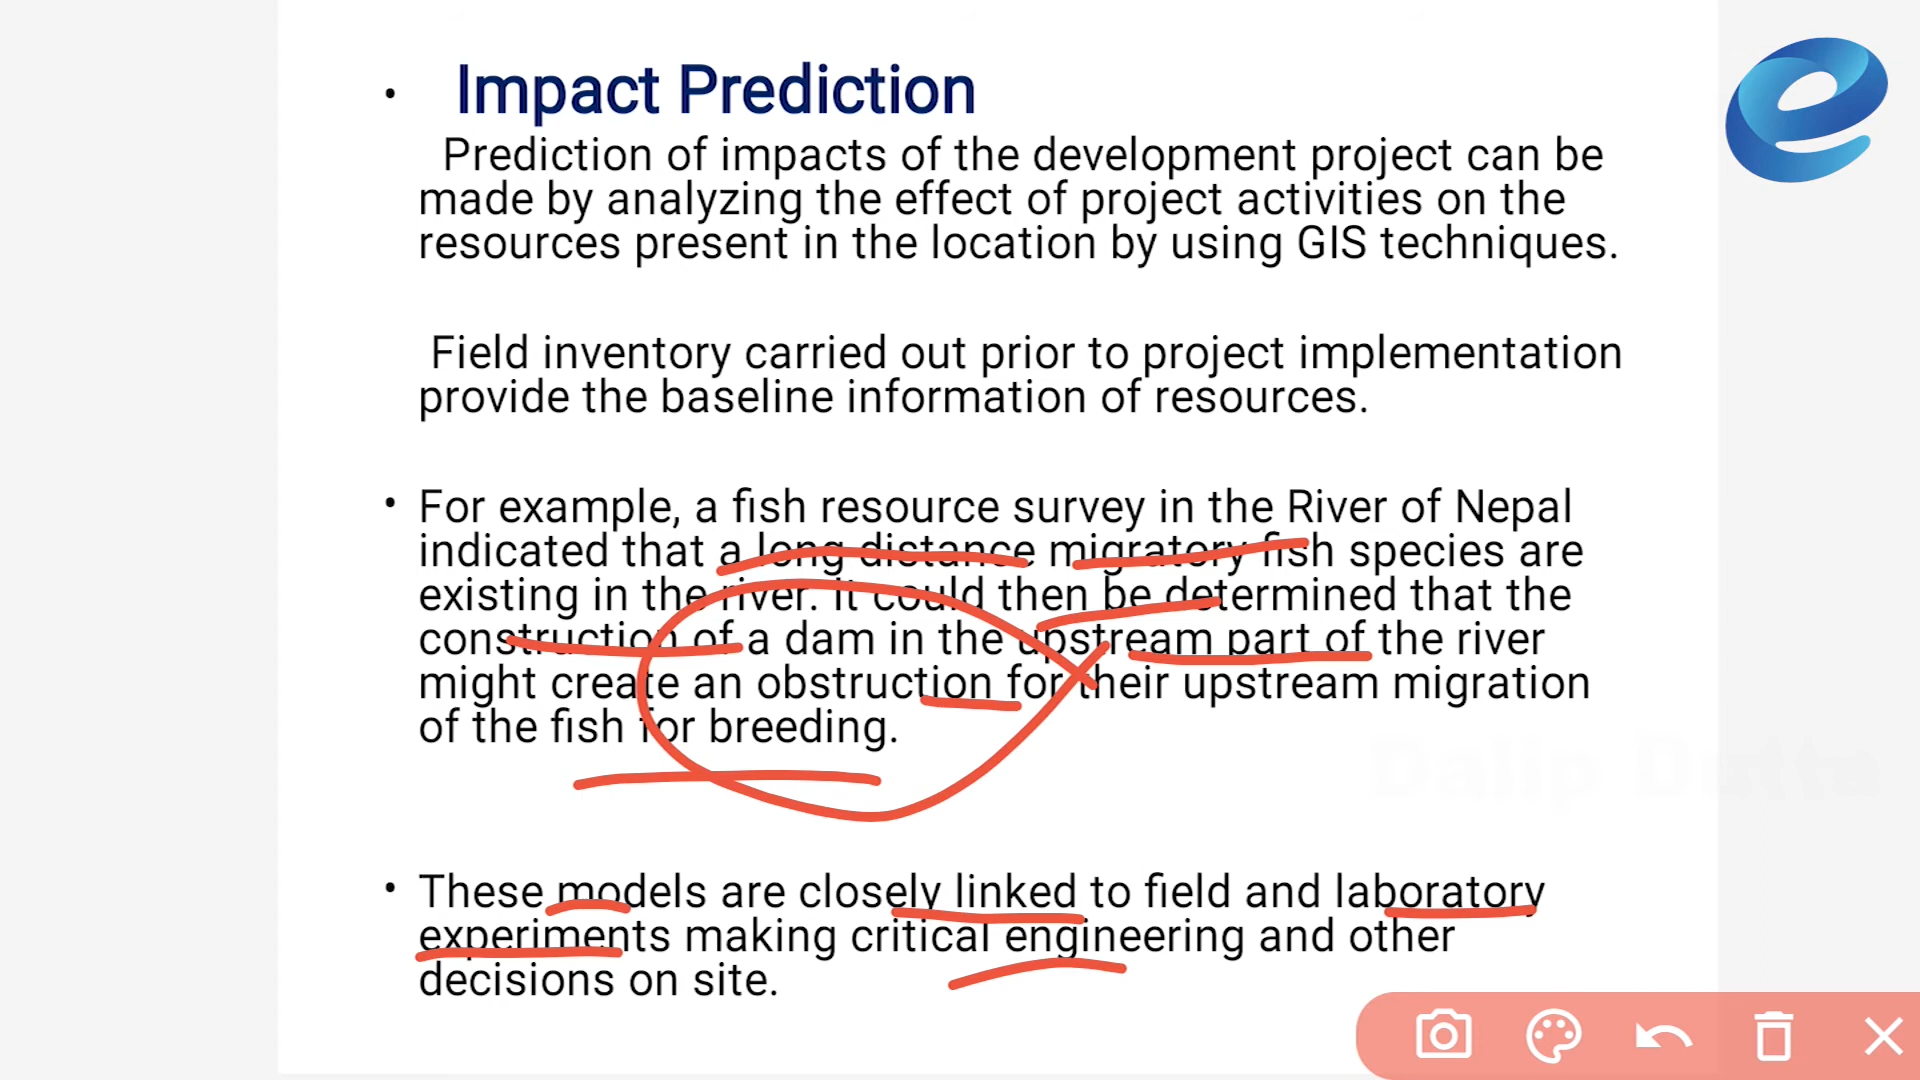 Impact Prediction
Prediction of impacts of the development project can be
made by analyzing the effect of project activities on the
resources present in the location by using GIS techniques.
Field inventory carried out prior to project implementation
provide the baseline information of resources.
• For example, a fish resource survey in the River of Nepal
indicated that a long distance migratory fish species are
existing in the river. It could then be determined that the
construction of a dam in the upstream part of the river
might create an obstruction for their upstream migration
of the fish for breeding.
Dalip Datta
• These models are closely linked to field and laboratory
experiments making critical engineering and other
decisions on site.